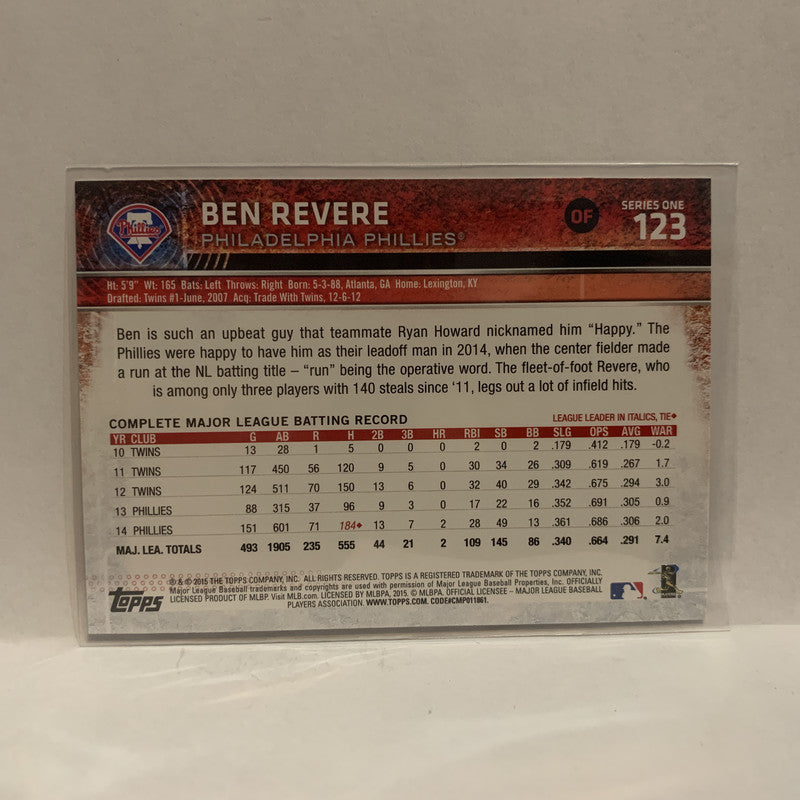 Phillies
BEN REVERE
PHILADELPHIA PHILLIES®
OF
SERIES ONE
123
Ht: 5'9" Wt: 165 Bats: Left Throws: Right Born: 5-3-88, Atlanta, GA Home: Lexington, KY
Drafted: Twins #1-June, 2007 Acq: Trade With Twins, 12-6-12
Ben is such an upbeat guy that teammate Ryan Howard nicknamed him “Happy.” The
Phillies were happy to have him as their leadoff man in 2014, when the center fielder made
a run at the NL batting title – “run” being the operative word. The fleet-of-foot Revere, who
is among only three players with 140 steals since ’11, legs out a lot of infield hits.
COMPLETE MAJOR LEAGUE BATTING RECORD LEAGUE LEADER IN ITALICS, TIE♦
YR CLUB G AB R H 2B 3B HR RBI SB BB SLG OPS AVG WAR
10 TWINS 13 28 1 5 0 0 0 2 0 2 .179 .412 .179 -0.2
11 TWINS 117 450 56 120 9 5 0 30 34 26 .309 .619 .267 1.7
12 TWINS 124 511 70 150 13 6 0 32 40 29 .342 .675 .294 3.0
13 PHILLIES 88 315 37 96 9 3 0 17 22 16 .352 .691 .305 0.9
14 PHILLIES 151 601 71 184♦ 13 7 2 28 49 13 .361 .686 .306 2.0
MAJ. LEA. TOTALS 493 1905 235 555 44 21 2 109 145 86 .340 .664 .291 7.4
topps
® & © 2015 THE TOPPS COMPANY, INC. ALL RIGHTS RESERVED. TOPPS IS A REGISTERED TRADEMARK OF THE TOPPS COMPANY, INC.
Major League Baseball trademarks and copyrights are used with permission of Major League Baseball Properties, Inc. OFFICIALLY
LICENSED PRODUCT OF MLBP. Visit MLB.com. LICENSED BY MLBPA, 2015. © MLBPA. OFFICIAL LICENSEE – MAJOR LEAGUE BASEBALL
PLAYERS ASSOCIATION. WWW.TOPPS.COM. CODE#CMP011861.